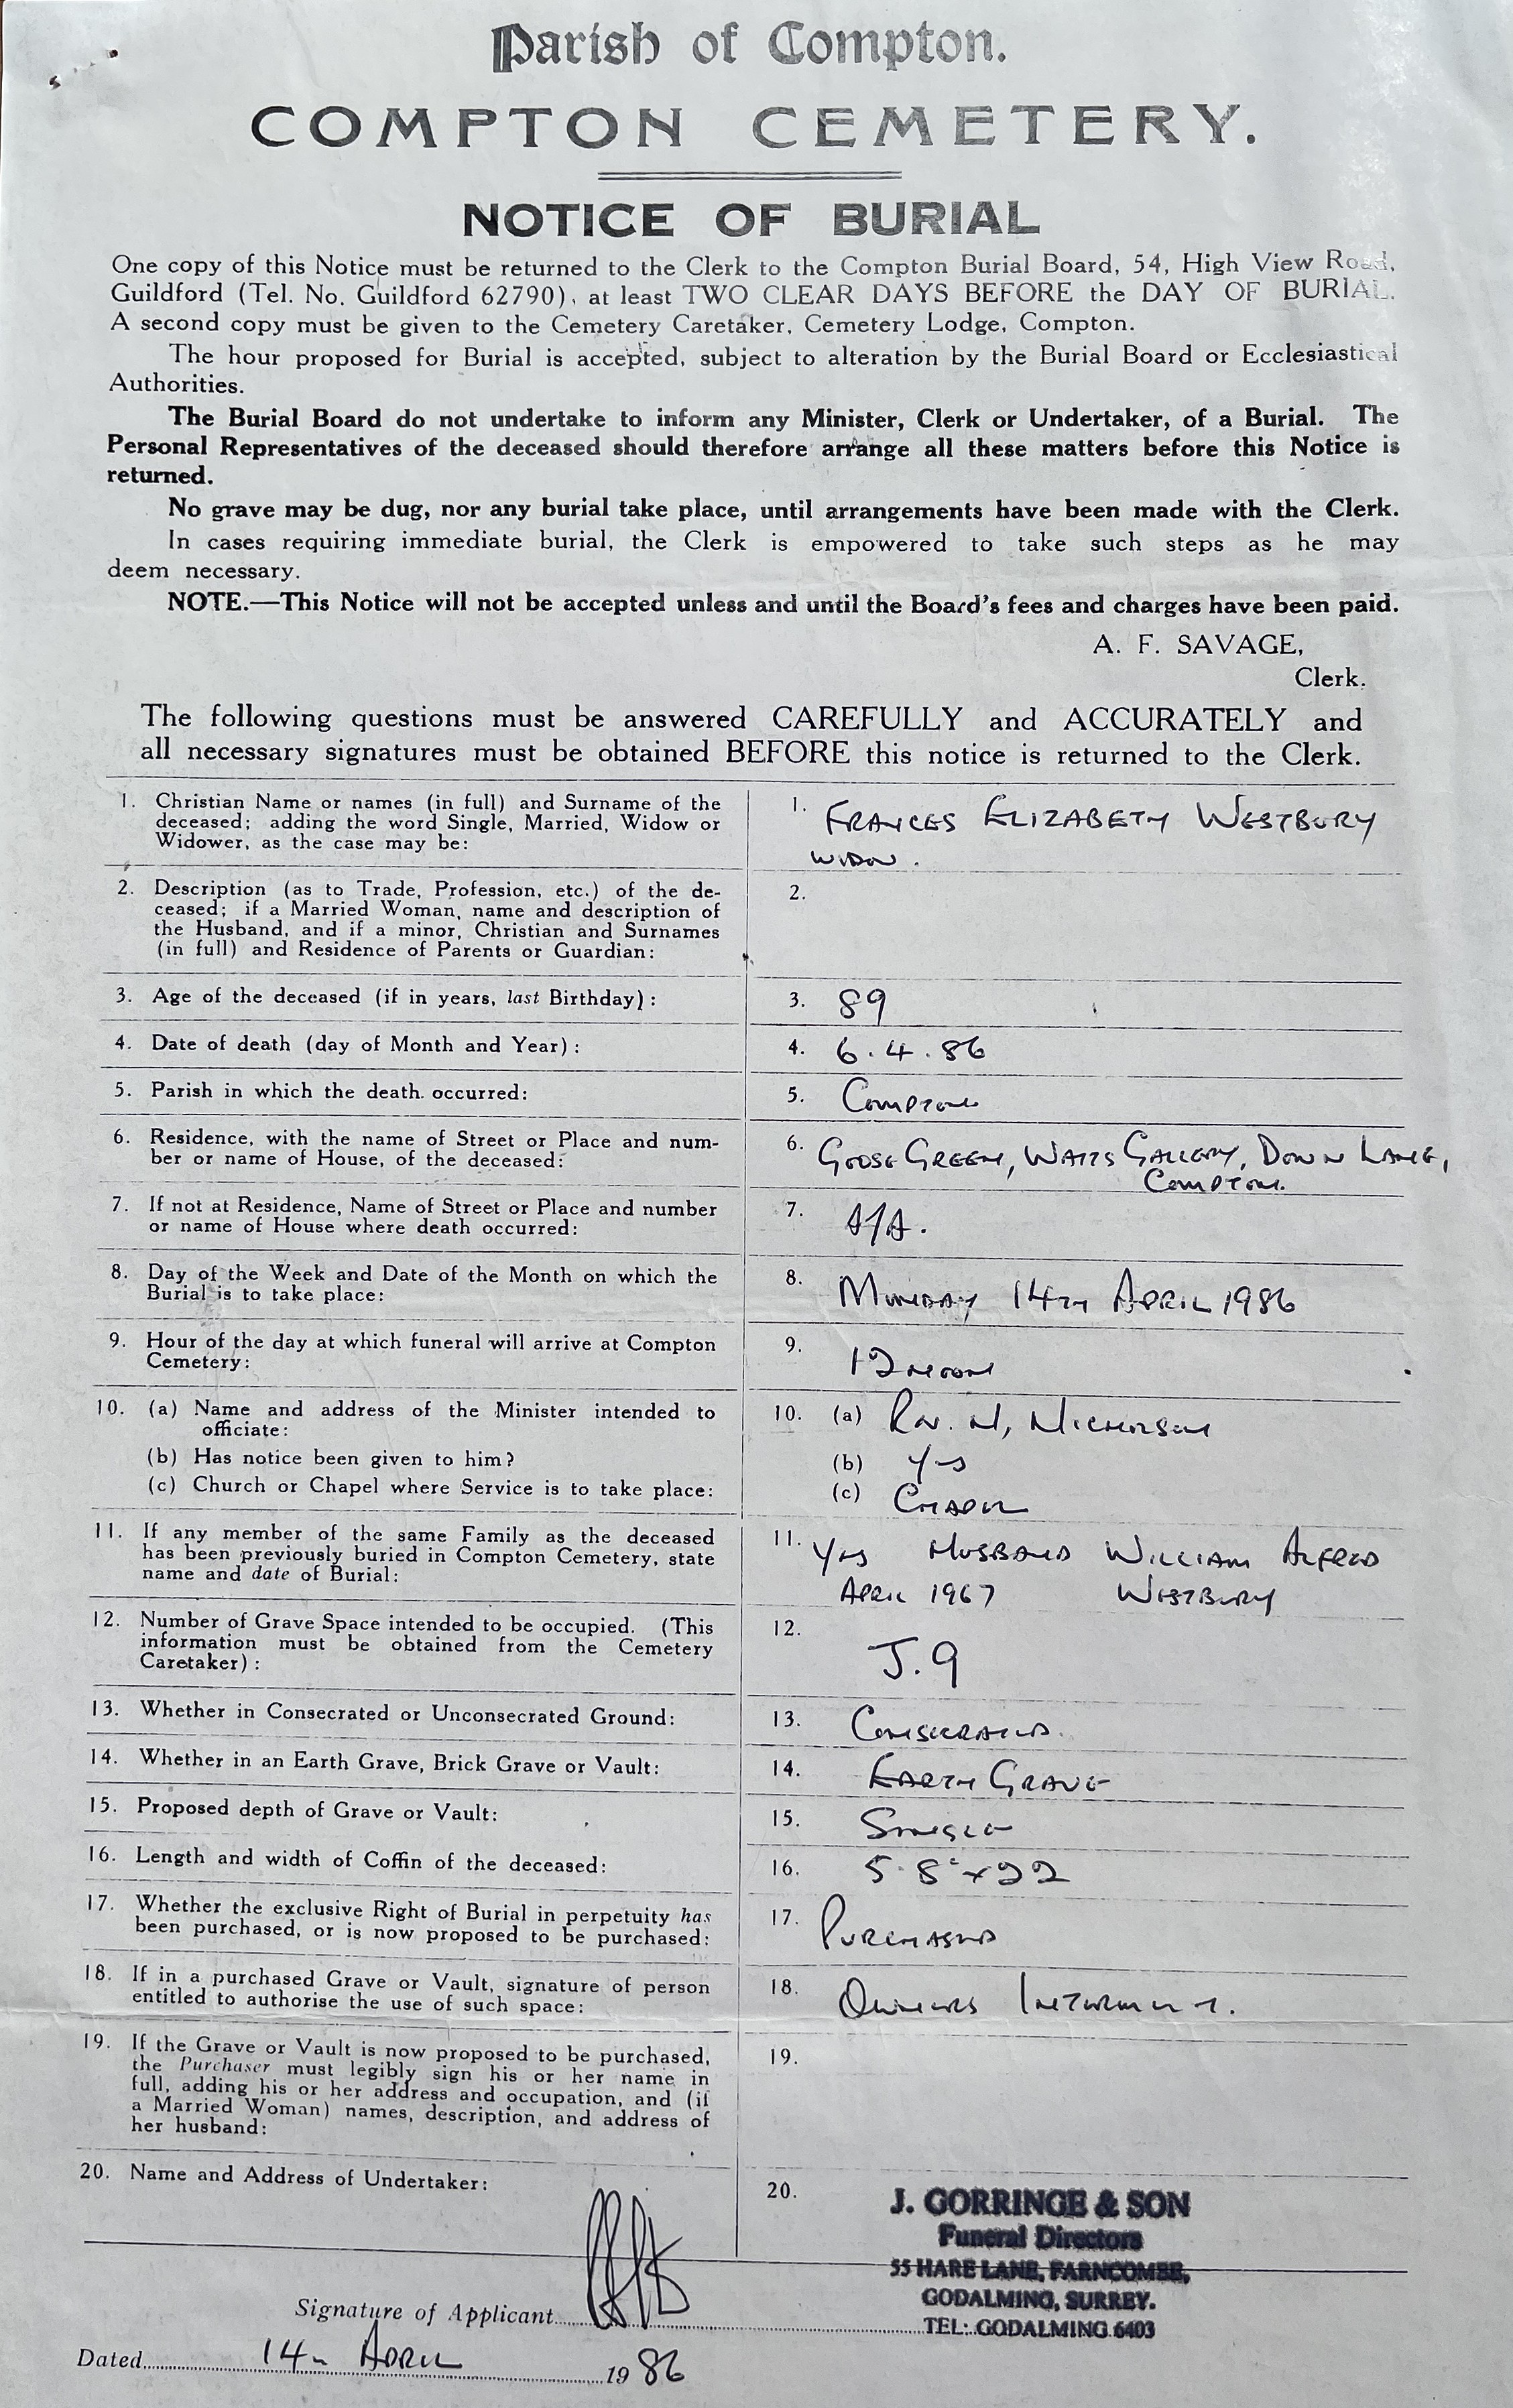 Parish of Compton.
COMPTON CEMETERY.
NOTICE OF BURIAL
One copy of this Notice must be returned to the Clerk to the Compton Burial Board, 54, High View Road,
Guildford (Tel. No. Guildford 62790), at least TWO CLEAR DAYS BEFORE the DAY OF BURIAL.
A second copy must be given to the Cemetery Caretaker, Cemetery Lodge, Compton.
The hour proposed for Burial is accepted, subject to alteration by the Burial Board or Ecclesiastical
Authorities.
The Burial Board do not undertake to inform any Minister, Clerk or Undertaker, of a Burial. The
Personal Representatives of the deceased should therefore arrange all these matters before this Notice is
returned.
No grave may be dug, nor any burial take place, until arrangements have been made with the Clerk.
In cases requiring immediate burial, the Clerk is empowered to take such steps as he may
deem necessary.
NOTE.—This Notice will not be accepted unless and until the Board's fees and charges have been paid.
A. F. SAVAGE,
Clerk.
The following questions must be answered CAREFULLY and ACCURATELY and
all necessary signatures must be obtained BEFORE this notice is returned to the Clerk.
1. Christian Name or names (in full) and Surname of the
deceased; adding the word Single, Married, Widow or
Widower, as the case may be:
1. FRANCES ELIZABETH WESTBURY
WIDOW.
2. Description (as to Trade, Profession, etc.) of the de-
ceased; if a Married Woman, name and description of
the Husband, and if a minor, Christian and Surnames
(in full) and Residence of Parents or Guardian:
2.
3. Age of the deceased (if in years, last Birthday):
3. 89
4. Date of death (day of Month and Year):
4. 6.4.86
5. Parish in which the death occurred:
5. COMPTON
6. Residence, with the name of Street or Place and num-
ber or name of House, of the deceased:
6. GOOSE GREEN, WATTS GALLERY, DOWN LANE,
COMPTON.
7. If not at Residence, Name of Street or Place and number
or name of House where death occurred:
7. A/A.
8. Day of the Week and Date of the Month on which the
Burial is to take place:
8. MONDAY 14TH APRIL 1986
9. Hour of the day at which funeral will arrive at Compton
Cemetery:
9. 12 NOON
10. (a) Name and address of the Minister intended to
officiate:
(b) Has notice been given to him?
(c) Church or Chapel where Service is to take place:
10. (a) REV. N, NICHOLSON
(b) YES
(c) CHAPEL
11. If any member of the same Family as the deceased
has been previously buried in Compton Cemetery, state
name and date of Burial:
11. YES HUSBAND WILLIAM ALFRED
APRIL 1967 WESTBURY
12. Number of Grave Space intended to be occupied. (This
information must be obtained from the Cemetery
Caretaker):
12. J.9
13. Whether in Consecrated or Unconsecrated Ground:
13. CONSECRATED.
14. Whether in an Earth Grave, Brick Grave or Vault:
14. EARTH GRAVE
15. Proposed depth of Grave or Vault:
15. SINGLE
16. Length and width of Coffin of the deceased:
16. 5.8" x 22
17. Whether the exclusive Right of Burial in perpetuity has
been purchased, or is now proposed to be purchased:
17. PURCHASED
18. If in a purchased Grave or Vault, signature of person
entitled to authorise the use of such space:
18. OWNERS INTERMENT.
19. If the Grave or Vault is now proposed to be purchased,
the Purchaser must legibly sign his or her name in
full, adding his or her address and occupation, and (if
a Married Woman) names, description, and address of
her husband:
19.
20. Name and Address of Undertaker:
20. J. GORRINGE & SON
Funeral Directors
55 HARE LANE, FARNCOMBE,
GODALMING, SURREY.
TEL: GODALMING 6403
Signature of Applicant
Dated 14TH APRIL 1986